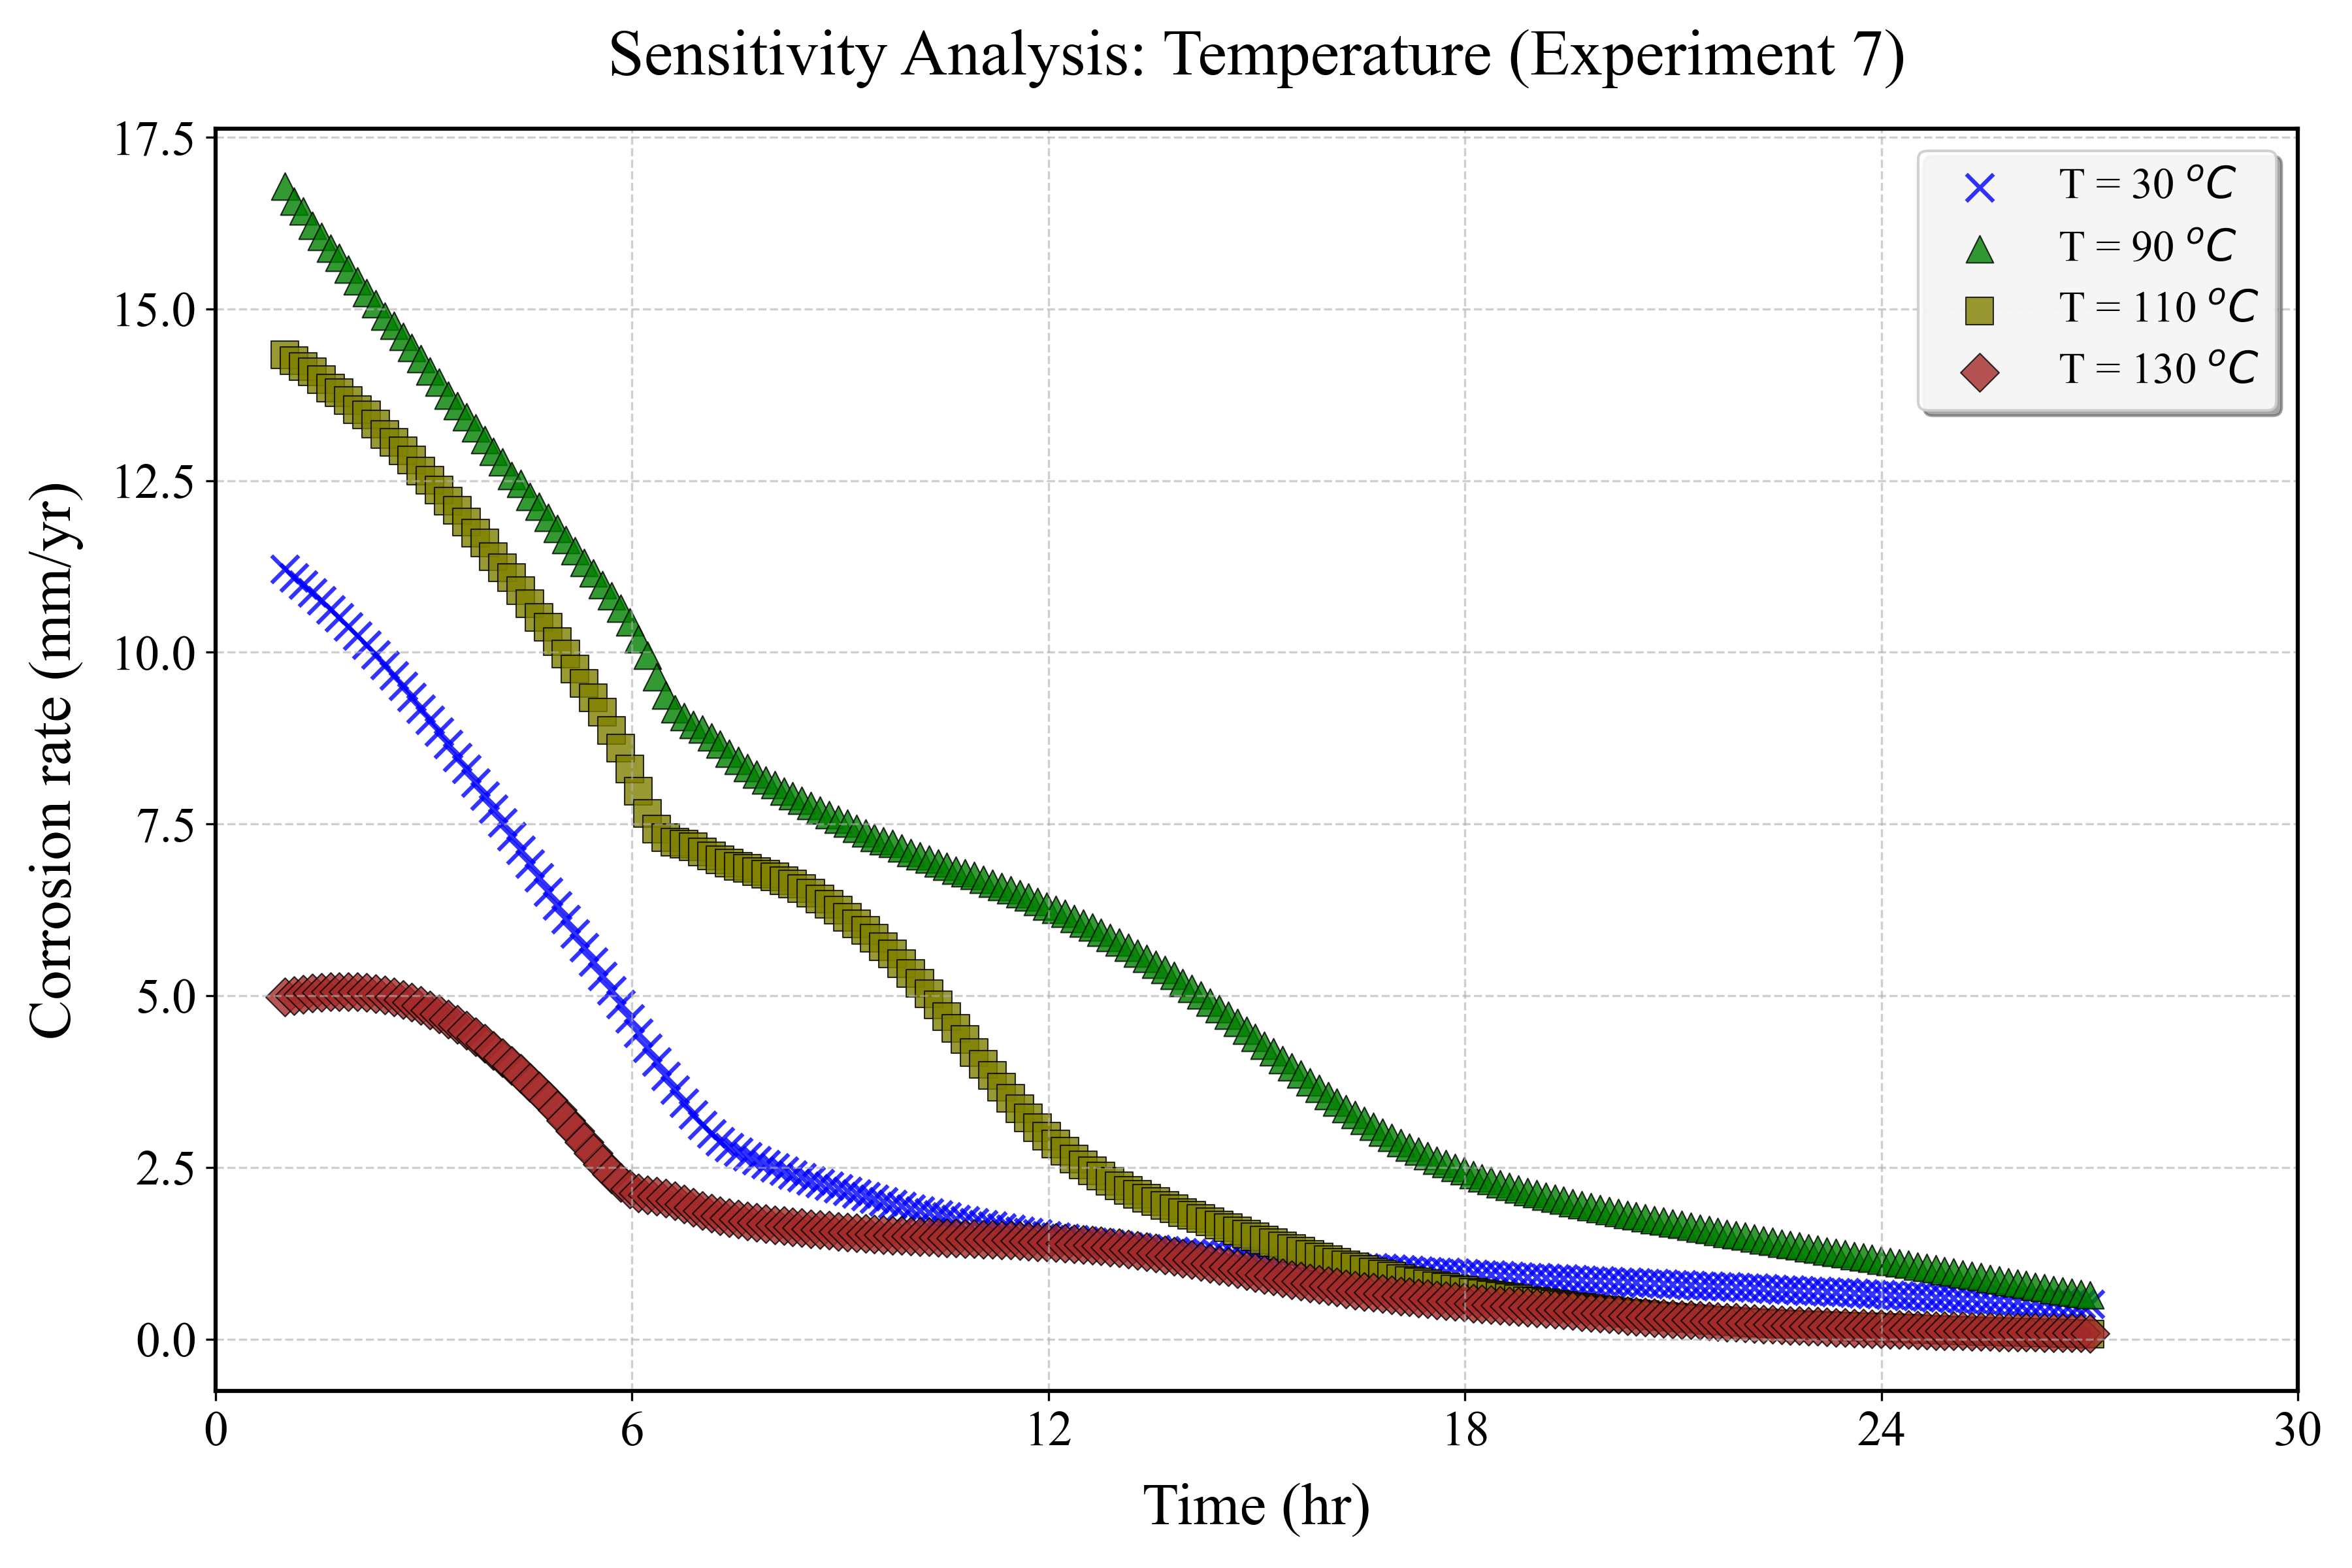 Sensitivity Analysis: Temperature (Experiment 7)
17.5
15.0
12.5
10.0
7.5
5.0
2.5
0.0
Corrosion rate (mm/yr)
T = 30 °C
T = 90 °C
T = 110 °C
T = 130 °C
0 6 12 18 24 30
Time (hr)